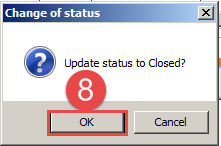 Change of status
Update status to Closed?
8
OK
Cancel